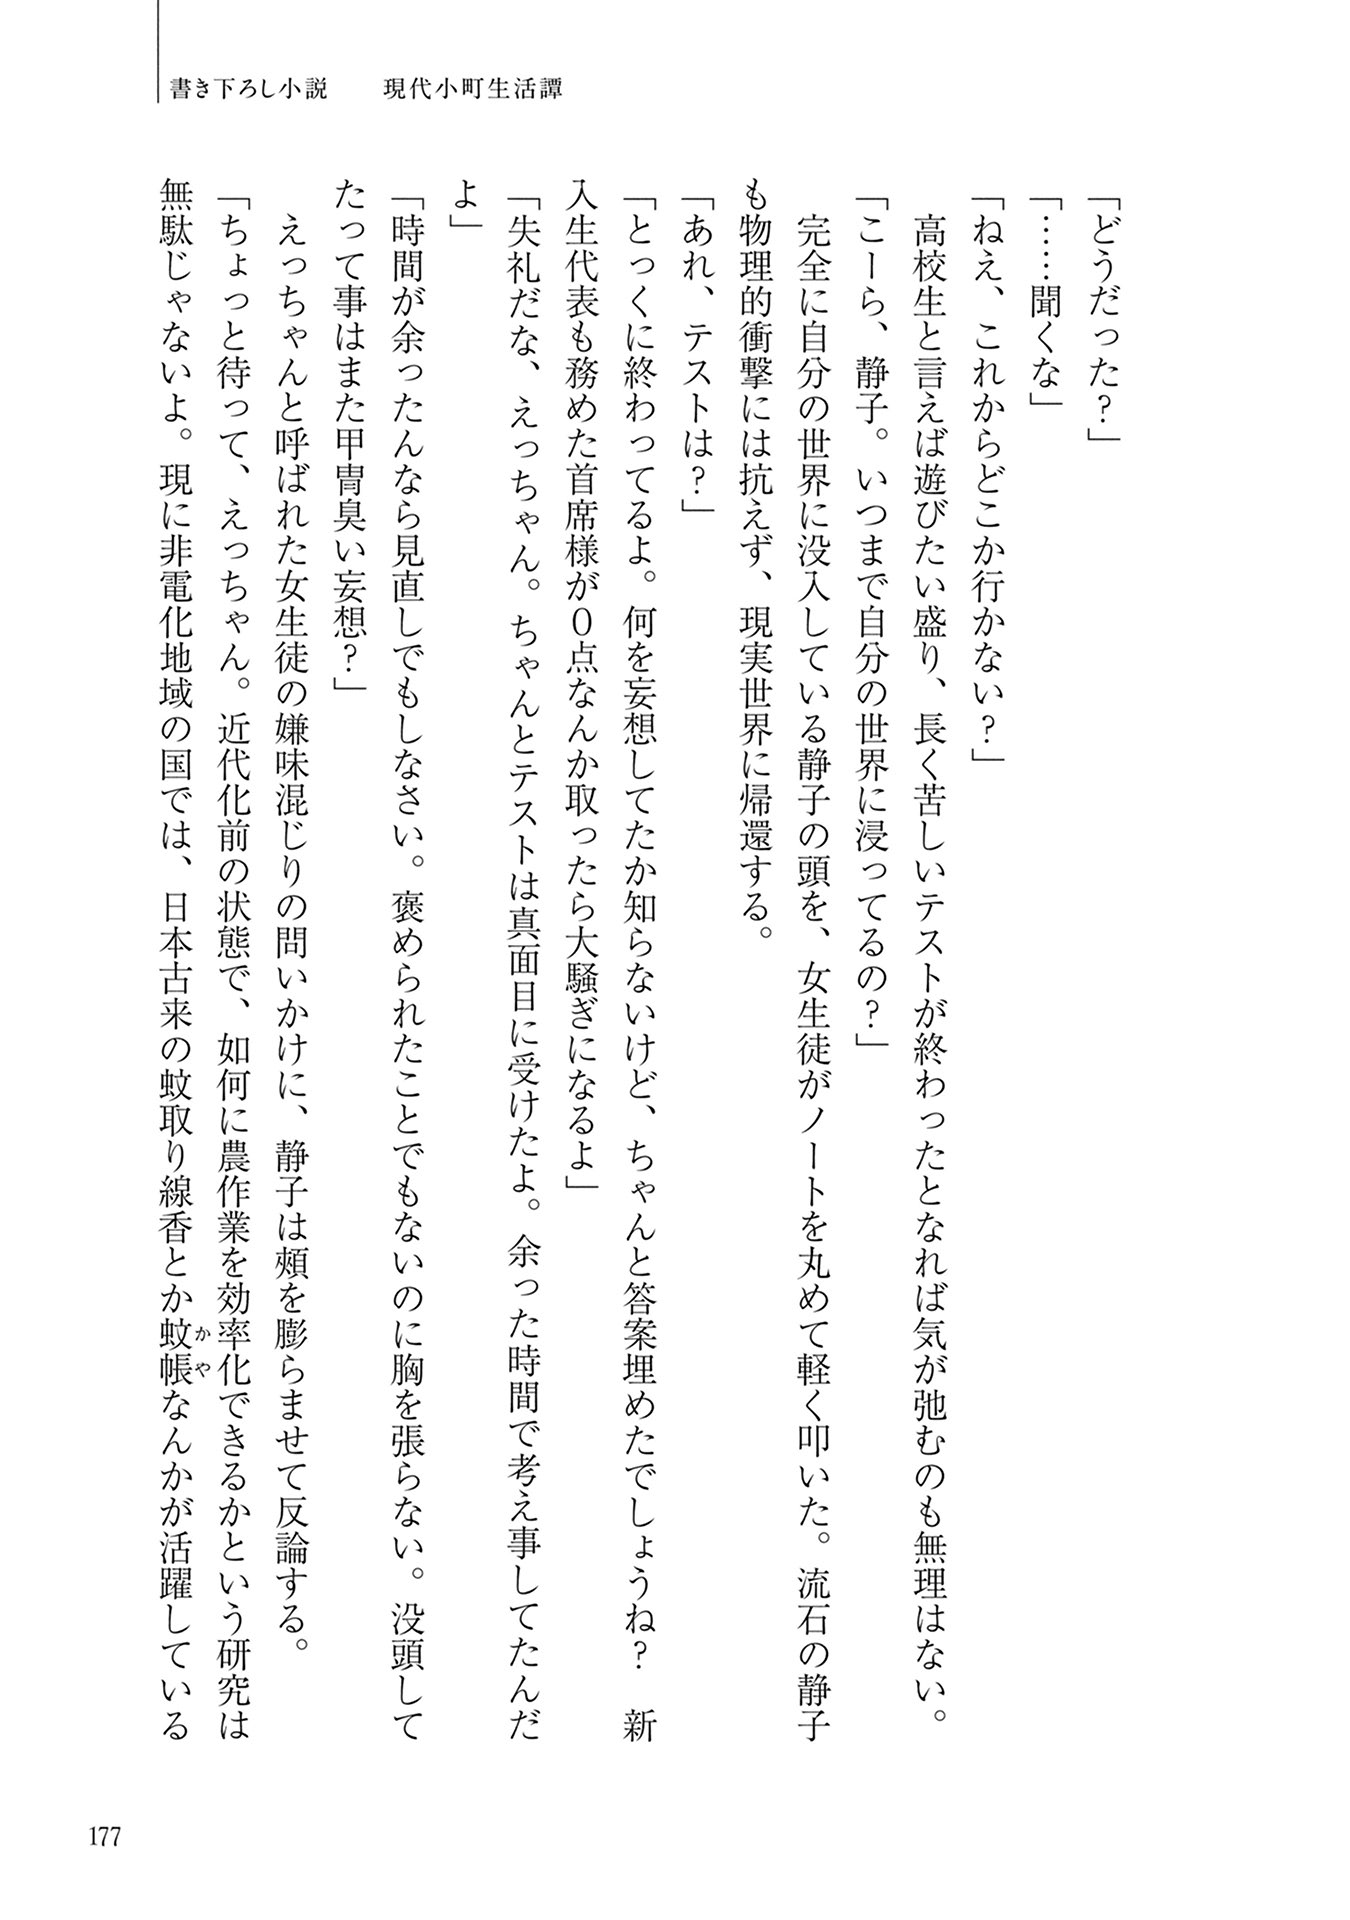 書き下ろし小説　現代小町生活譚
「どうだった？」
「……聞くな」
「ねえ、これからどこか行かない？」
　高校生と言えば遊びたい盛り、長く苦しいテストが終わったとなれば気が弛むのも無理はない。
「こーら、静子。いつまで自分の世界に浸ってるの？」
　完全に自分の世界に没入している静子の頭を、女生徒がノートを丸めて軽く叩いた。流石の静子
も物理的衝撃には抗えず、現実世界に帰還する。
「あれ、テストは？」
「とっくに終わってるよ。何を妄想してたか知らないけど、ちゃんと答案埋めたでしょうね？　新
入生代表も務めた首席様が０点なんか取ったら大騒ぎになるよ」
「失礼だな、えっちゃん。ちゃんとテストは真面目に受けたよ。余った時間で考え事してたんだ
よ」
「時間が余ったんなら見直しでもしなさい。褒められたことでもないのに胸を張らない。没頭して
たって事はまた甲冑臭い妄想？」
　えっちゃんと呼ばれた女生徒の嫌味混じりの問いかけに、静子は頰を膨らませて反論する。
「ちょっと待って、えっちゃん。近代化前の状態で、如何に農作業を効率化できるかという研究は
無駄じゃないよ。現に非電化地域の国では、日本古来の蚊取り線香とか蚊帳なんかが活躍している
かや
177